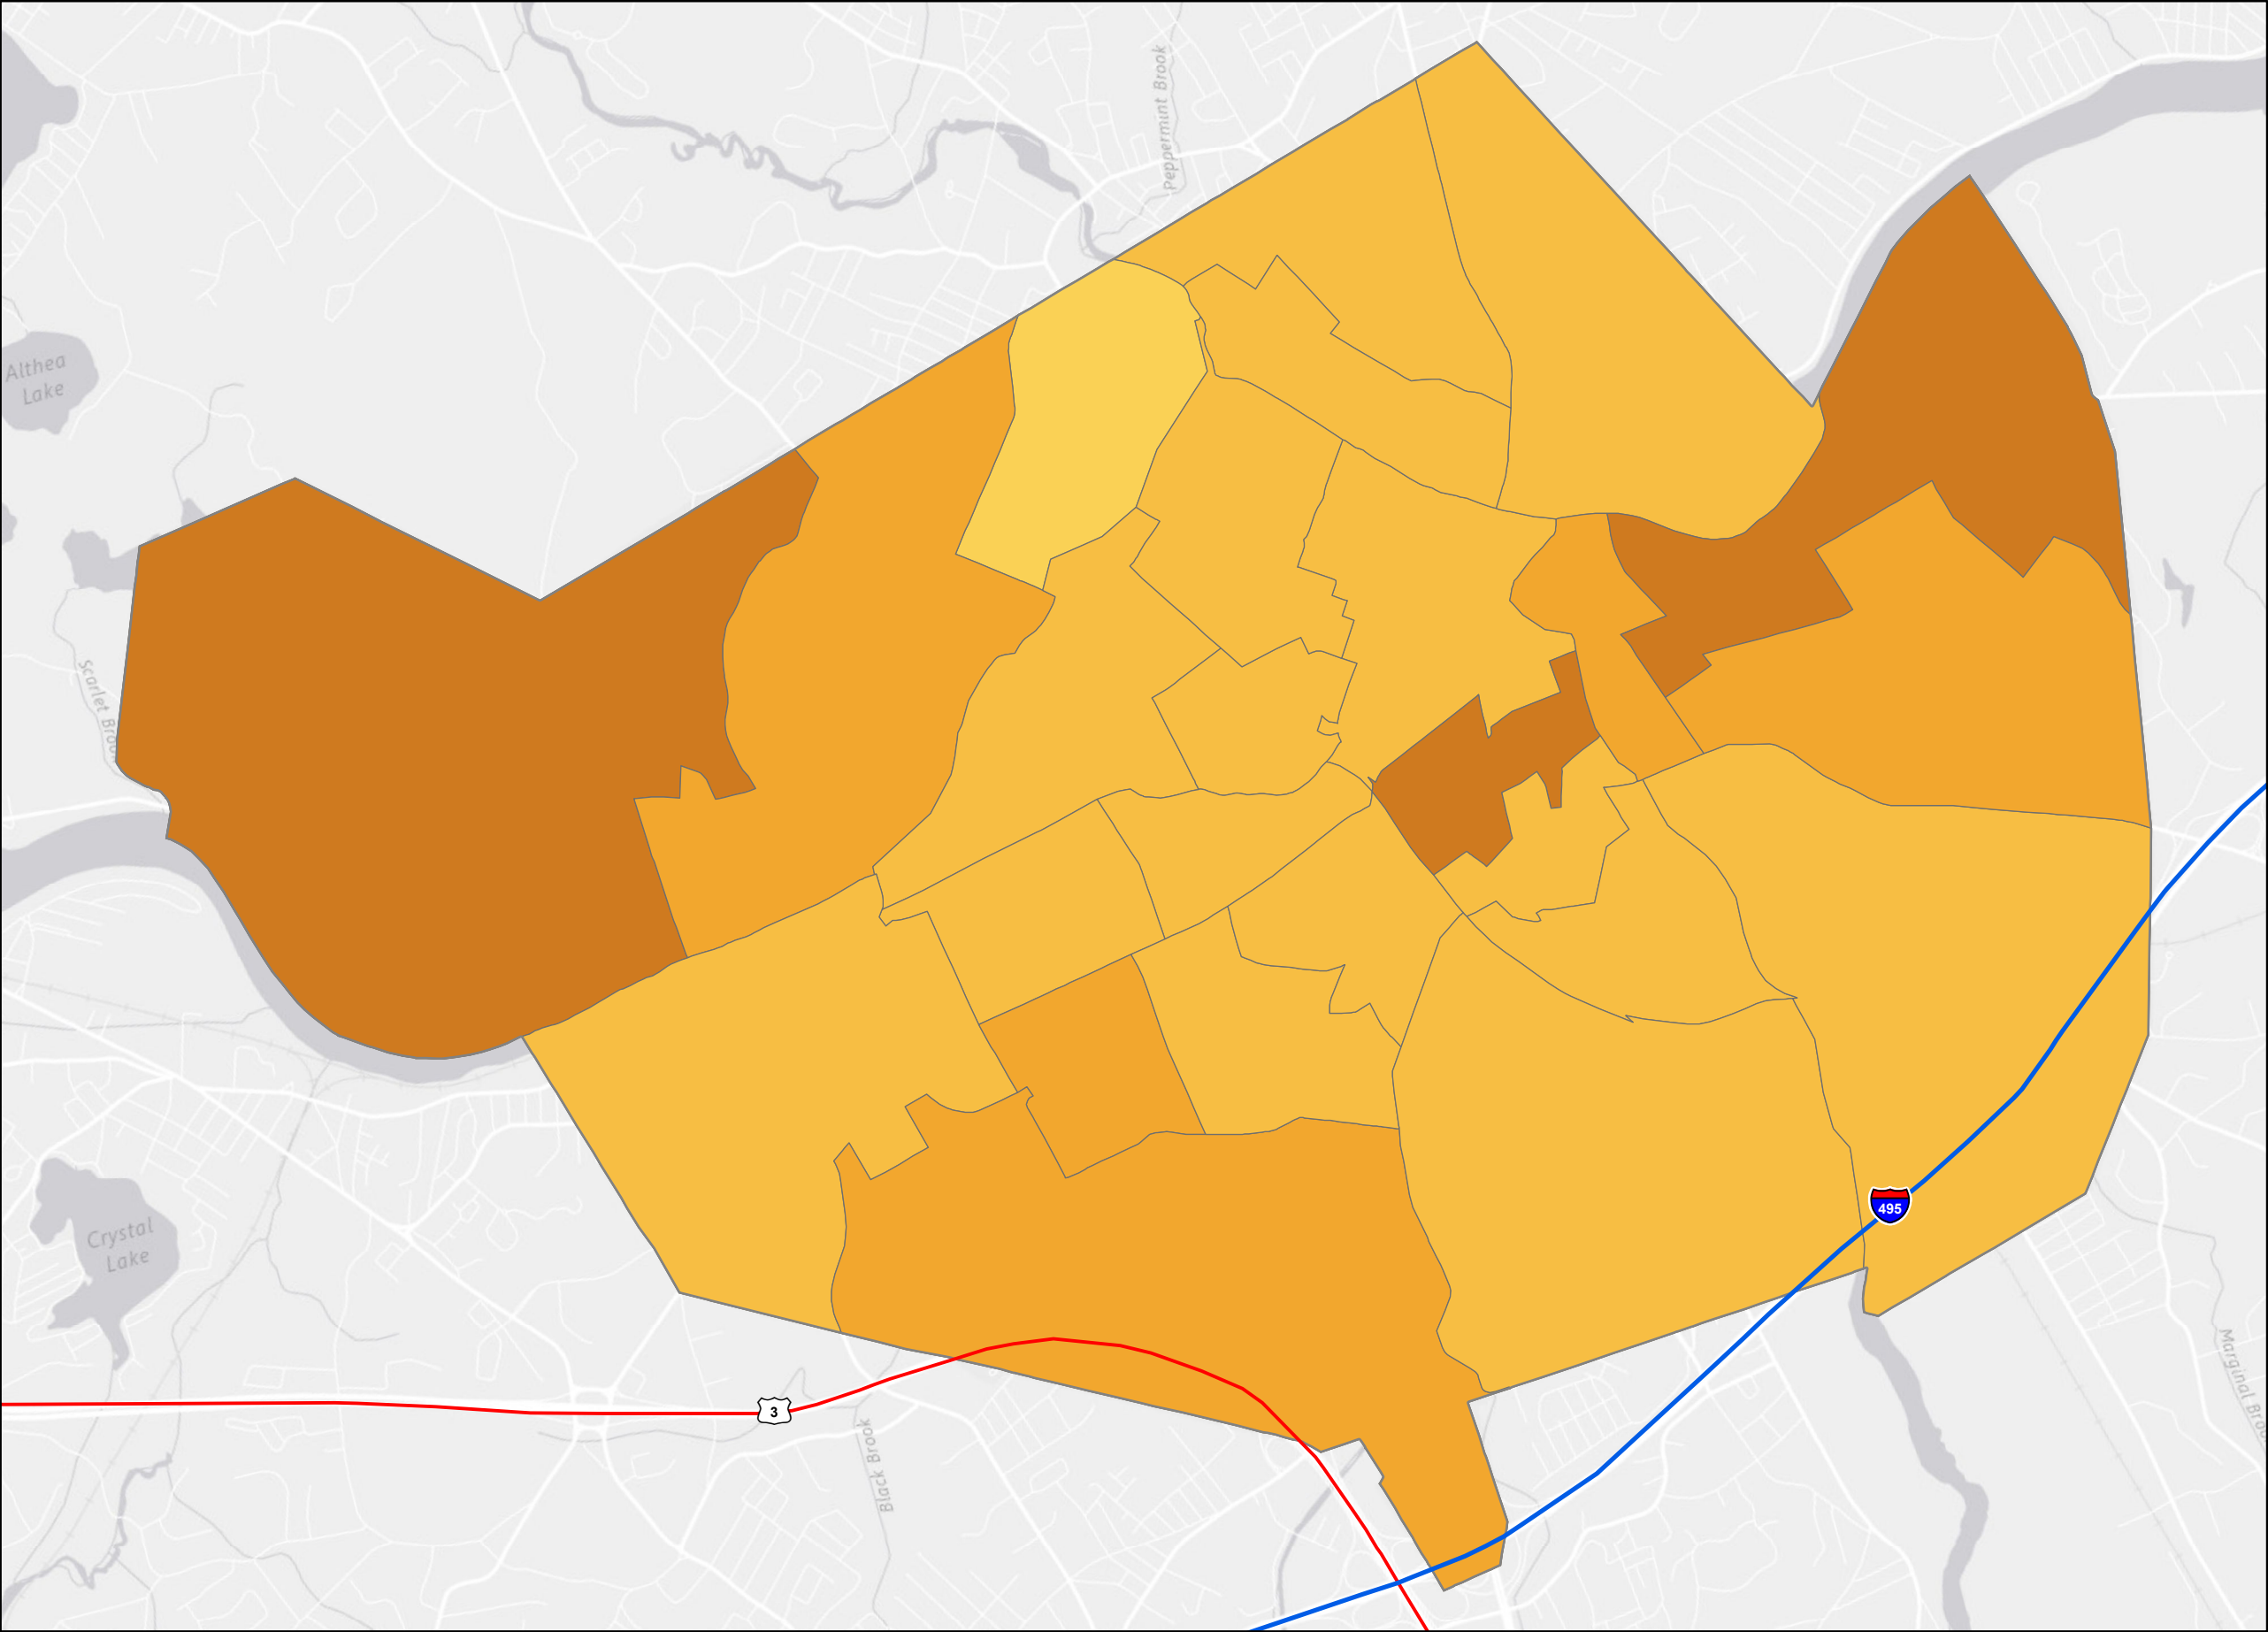 Peppermint Brook
Althea
Lake
Scarlet Broo
Crystal
Lake
495
3
Black Brook
Marginal Broo